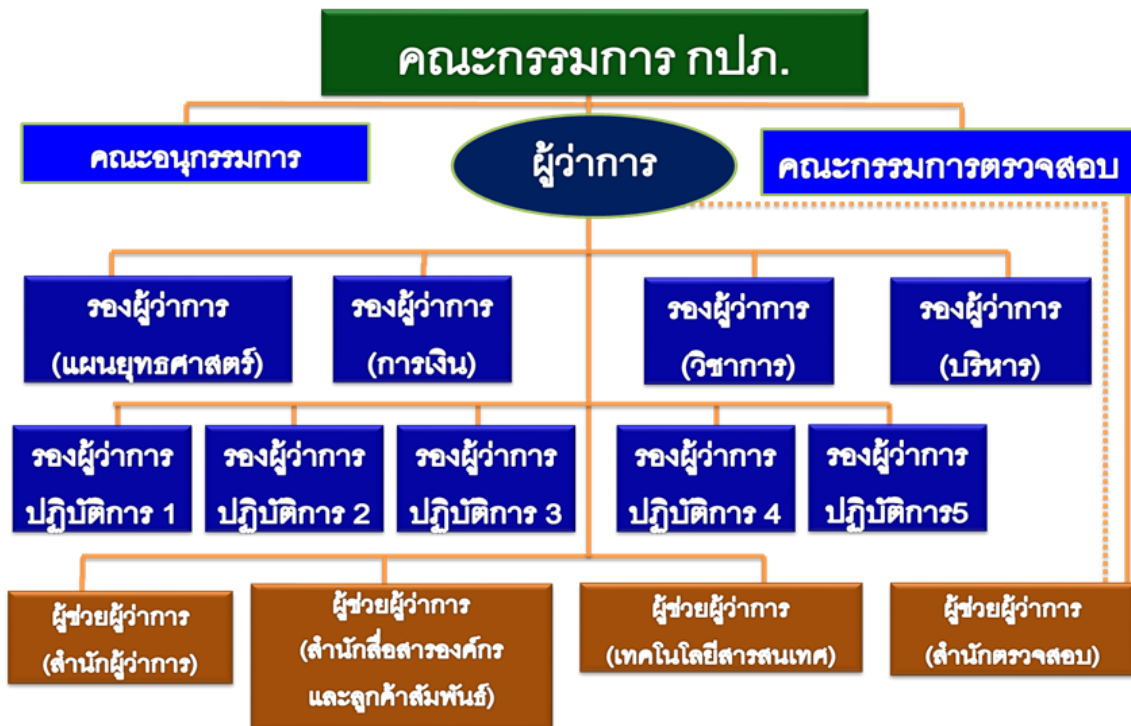 คณะกรรมการ กปภ.
คณะอนุกรรมการ
ผู้ว่าการ
คณะกรรมการตรวจสอบ
รองผู้ว่าการ
(แผนยุทธศาสตร์)
รองผู้ว่าการ
(การเงิน)
รองผู้ว่าการ
(วิชาการ)
รองผู้ว่าการ
(บริหาร)
รองผู้ว่าการ
ปฏิบัติการ 1
รองผู้ว่าการ
ปฏิบัติการ 2
รองผู้ว่าการ
ปฏิบัติการ 3
รองผู้ว่าการ
ปฏิบัติการ 4
รองผู้ว่าการ
ปฏิบัติการ5
ผู้ช่วยผู้ว่าการ
(สำนักผู้ว่าการ)
ผู้ช่วยผู้ว่าการ
(สำนักสื่อสารองค์กร
และลูกค้าสัมพันธ์)
ผู้ช่วยผู้ว่าการ
(เทคโนโลยีสารสนเทศ)
ผู้ช่วยผู้ว่าการ
(สำนักตรวจสอบ)